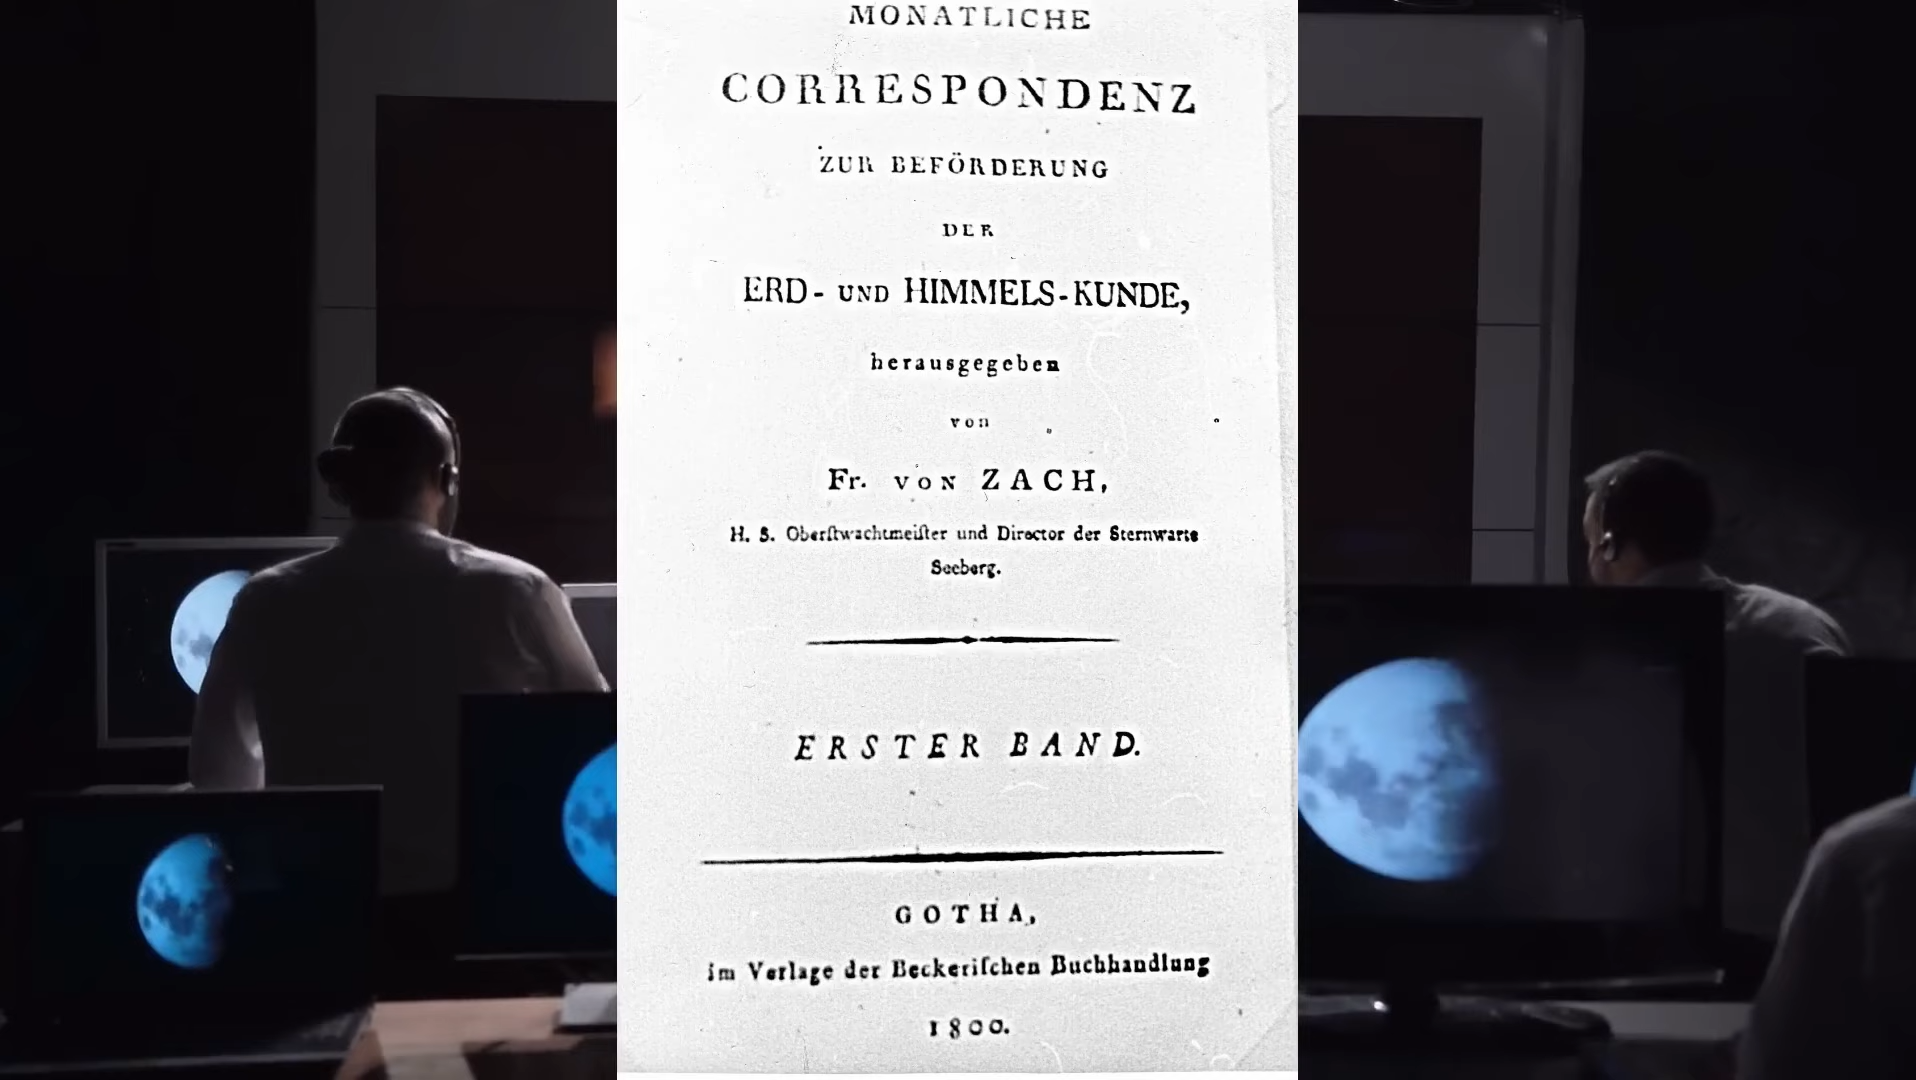 MONATLICHE
CORRESPONDENZ
ZUR BEFÖRDERUNG
DER
ERD- UND HIMMELS-KUNDE,
herausgegeben
von
Fr. VON ZACH,
H. S. Oberſtwachtmeiſter und Director der Sternwarte
Seeberg.
ERSTER BAND.
GOTHA,
im Verlage der Beckeriſchen Buchhandlung
1800.